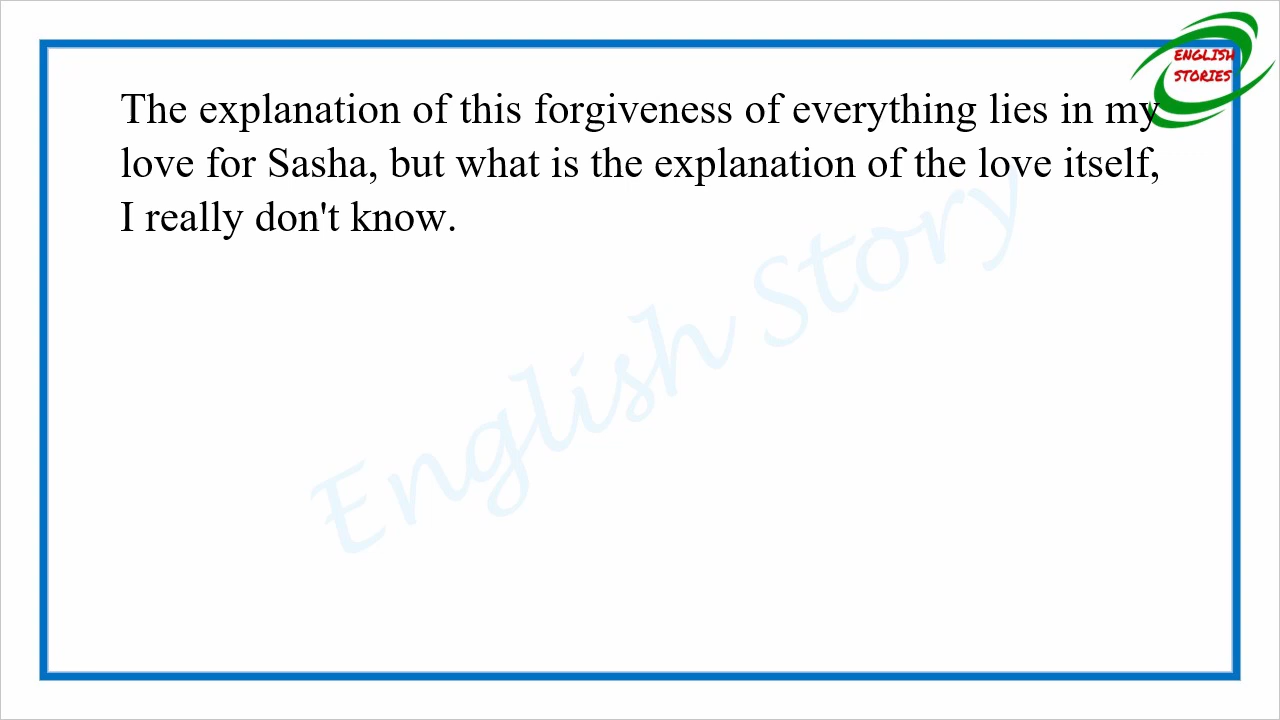 ENGLISH
STORIES
The explanation of this forgiveness of everything lies in my
love for Sasha, but what is the explanation of the love itself,
I really don't know.
English Story